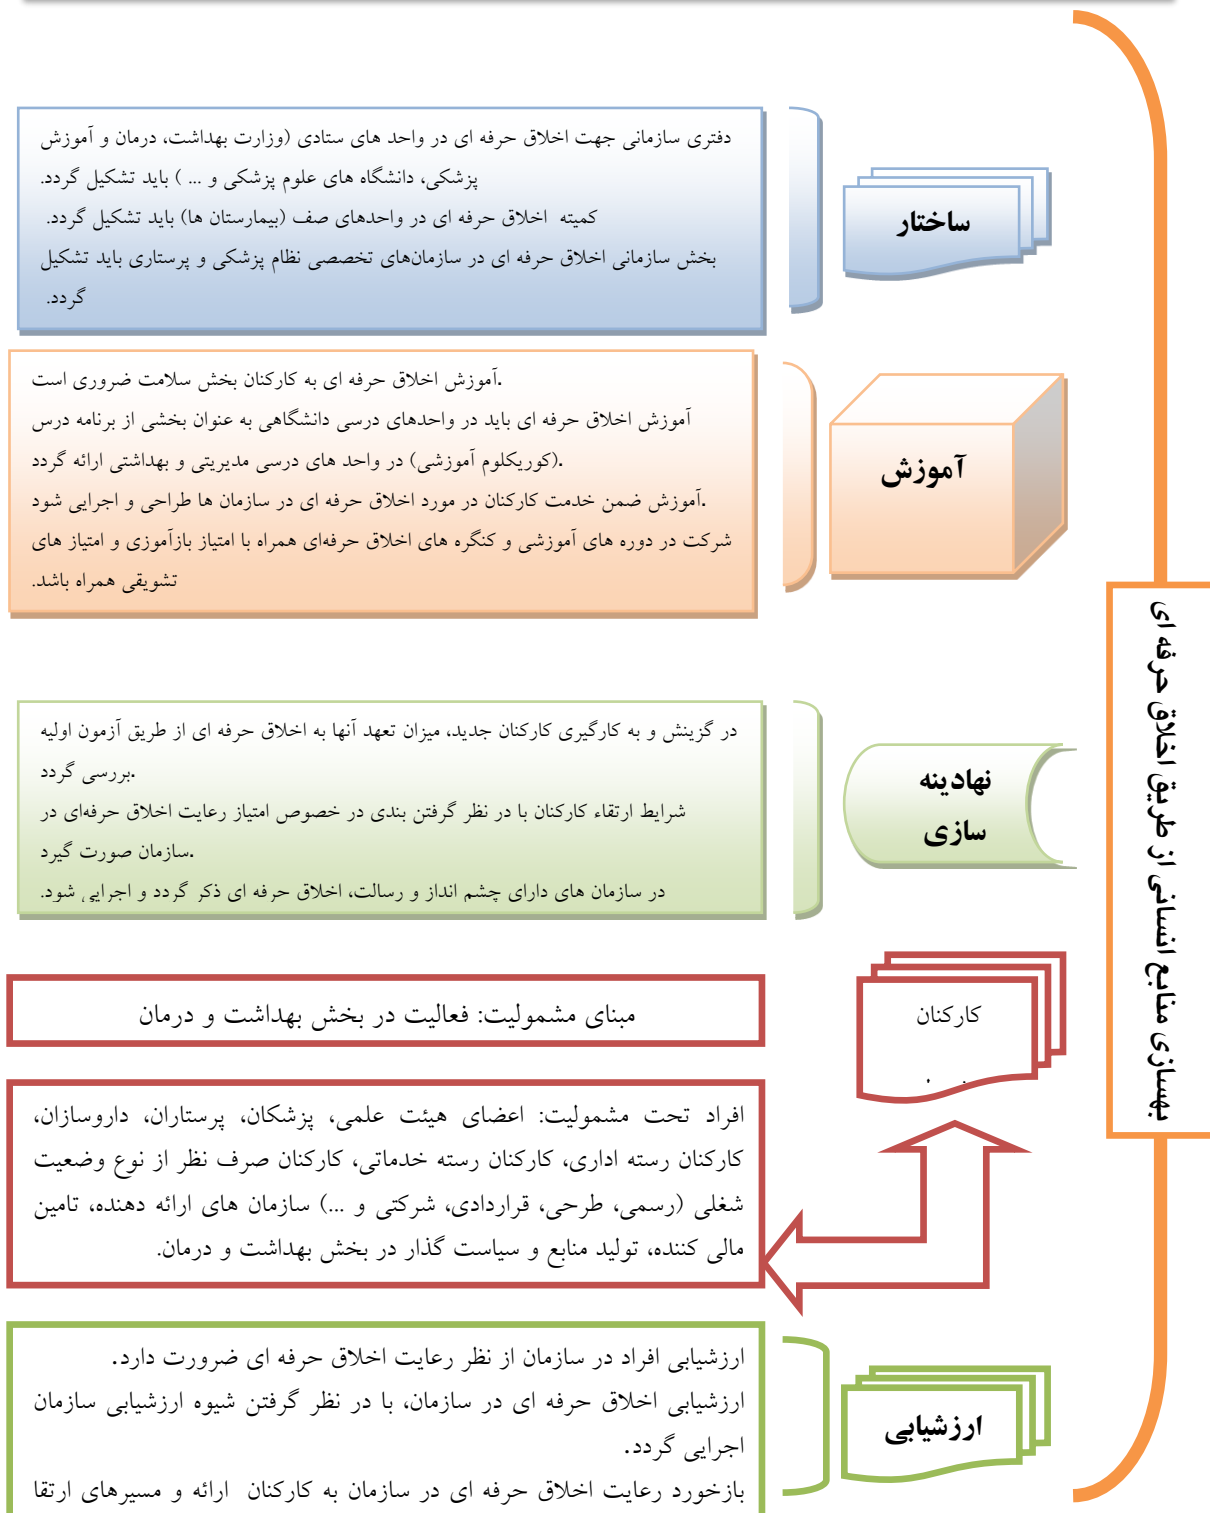 بهسازی منابع انسانی از طریق اخلاق حرفه ای
ساختار
دفتری سازمانی جهت اخلاق حرفه ای در واحد های ستادی (وزارت بهداشت، درمان و آموزش
پزشکی، دانشگاه های علوم پزشکی و ... ) باید تشکیل گردد.
کمیته اخلاق حرفه ای در واحدهای صف (بیمارستان ها) باید تشکیل گردد.
بخش سازمانی اخلاق حرفه ای در سازمان‌های تخصصی نظام پزشکی و پرستاری باید تشکیل
گردد.
آموزش
.آموزش اخلاق حرفه ای به کارکنان بخش سلامت ضروری است
آموزش اخلاق حرفه ای باید در واحدهای درسی دانشگاهی به عنوان بخشی از برنامه درس
.(کوریکلوم آموزشی) در واحد های درسی مدیریتی و بهداشتی ارائه گردد
.آموزش ضمن خدمت کارکنان در مورد اخلاق حرفه ای در سازمان ها طراحی و اجرایی شود
شرکت در دوره های آموزشی و کنگره های اخلاق حرفه‌ای همراه با امتیاز بازآموزی و امتیاز های
تشویقی همراه باشد.
نهادینه
سازی
در گزینش و به کارگیری کارکنان جدید، میزان تعهد آنها به اخلاق حرفه ای از طریق آزمون اولیه
.بررسی گردد
شرایط ارتقاء کارکنان با در نظر گرفتن بندی در خصوص امتیاز رعایت اخلاق حرفه‌ای در
.سازمان صورت گیرد
در سازمان های دارای چشم انداز و رسالت، اخلاق حرفه ای ذکر گردد و اجرایی شود.
کارکنان
مبنای مشمولیت: فعالیت در بخش بهداشت و درمان
افراد تحت مشمولیت: اعضای هیئت علمی، پزشکان، پرستاران، داروسازان،
کارکنان رسته اداری، کارکنان رسته خدماتی، کارکنان صرف نظر از نوع وضعیت
شغلی (رسمی، طرحی، قراردادی، شرکتی و ...) سازمان های ارائه دهنده، تامین
مالی کننده، تولید منابع و سیاست گذار در بخش بهداشت و درمان.
ارزشیابی
ارزشیابی افراد در سازمان از نظر رعایت اخلاق حرفه ای ضرورت دارد.
ارزشیابی اخلاق حرفه ای در سازمان، با در نظر گرفتن شیوه ارزشیابی سازمان
اجرایی گردد.
بازخورد رعایت اخلاق حرفه ای در سازمان به کارکنان ارائه و مسیرهای ارتقا